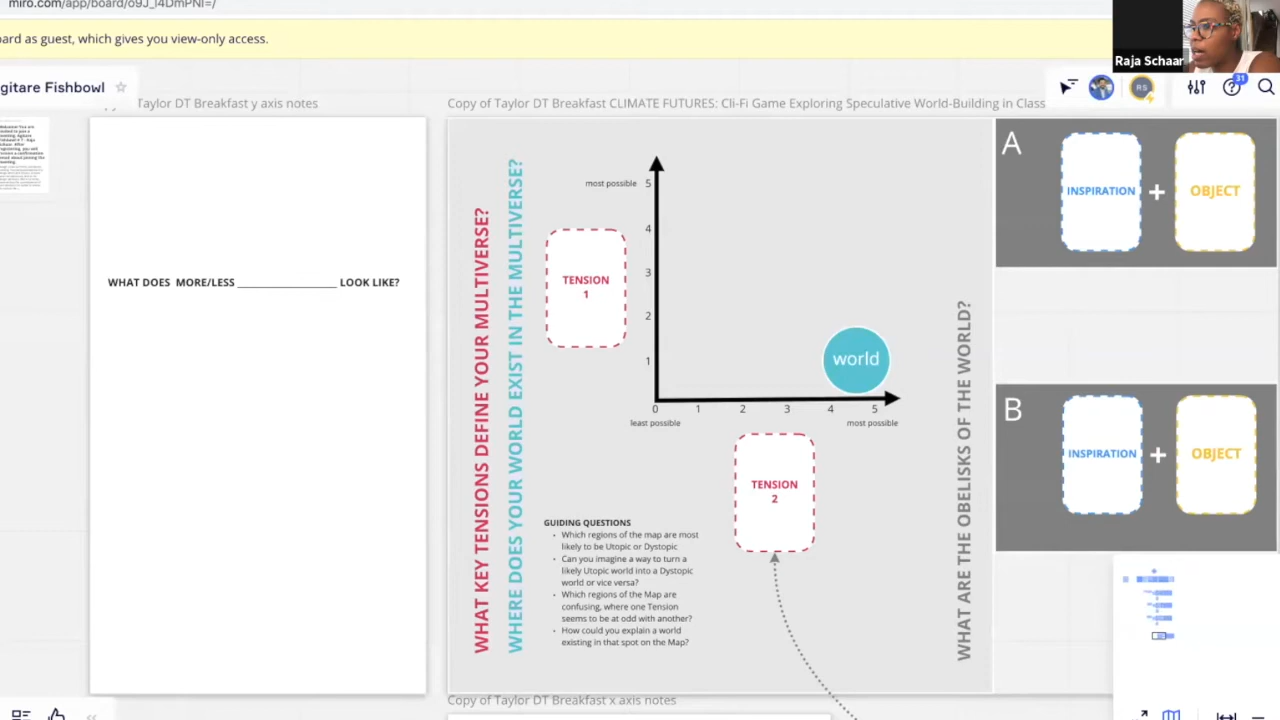 miro.com/app/board/o9J_l4DmPNI=/
ard as guest, which gives you view-only access.
Raja Schaar
gitare Fishbowl
RS
31
Taylor DT Breakfast y axis notes
Copy of Taylor DT Breakfast CLIMATE FUTURES: Cli-Fi Game Exploring Speculative World-Building in Class
WHAT DOES MORE/LESS ____________________ LOOK LIKE?
WHAT KEY TENSIONS DEFINE YOUR MULTIVERSE?
WHERE DOES YOUR WORLD EXIST IN THE MULTIVERSE?
most possible
5
4
3
2
1
TENSION
1
world
0
1
2
3
4
5
least possible
most possible
TENSION
2
GUIDING QUESTIONS
• Which regions of the map are most
likely to be Utopic or Dystopic
• Can you imagine a way to turn a
likely Utopic world into a Dystopic
world or vice versa?
• Which regions of the Map are
confusing, where one Tension
seems to be at odd with another?
• How could you explain a world
existing in that spot on the Map?
WHAT ARE THE OBELISKS OF THE WORLD?
A
INSPIRATION
+
OBJECT
B
INSPIRATION
+
OBJECT
Copy of Taylor DT Breakfast x axis notes